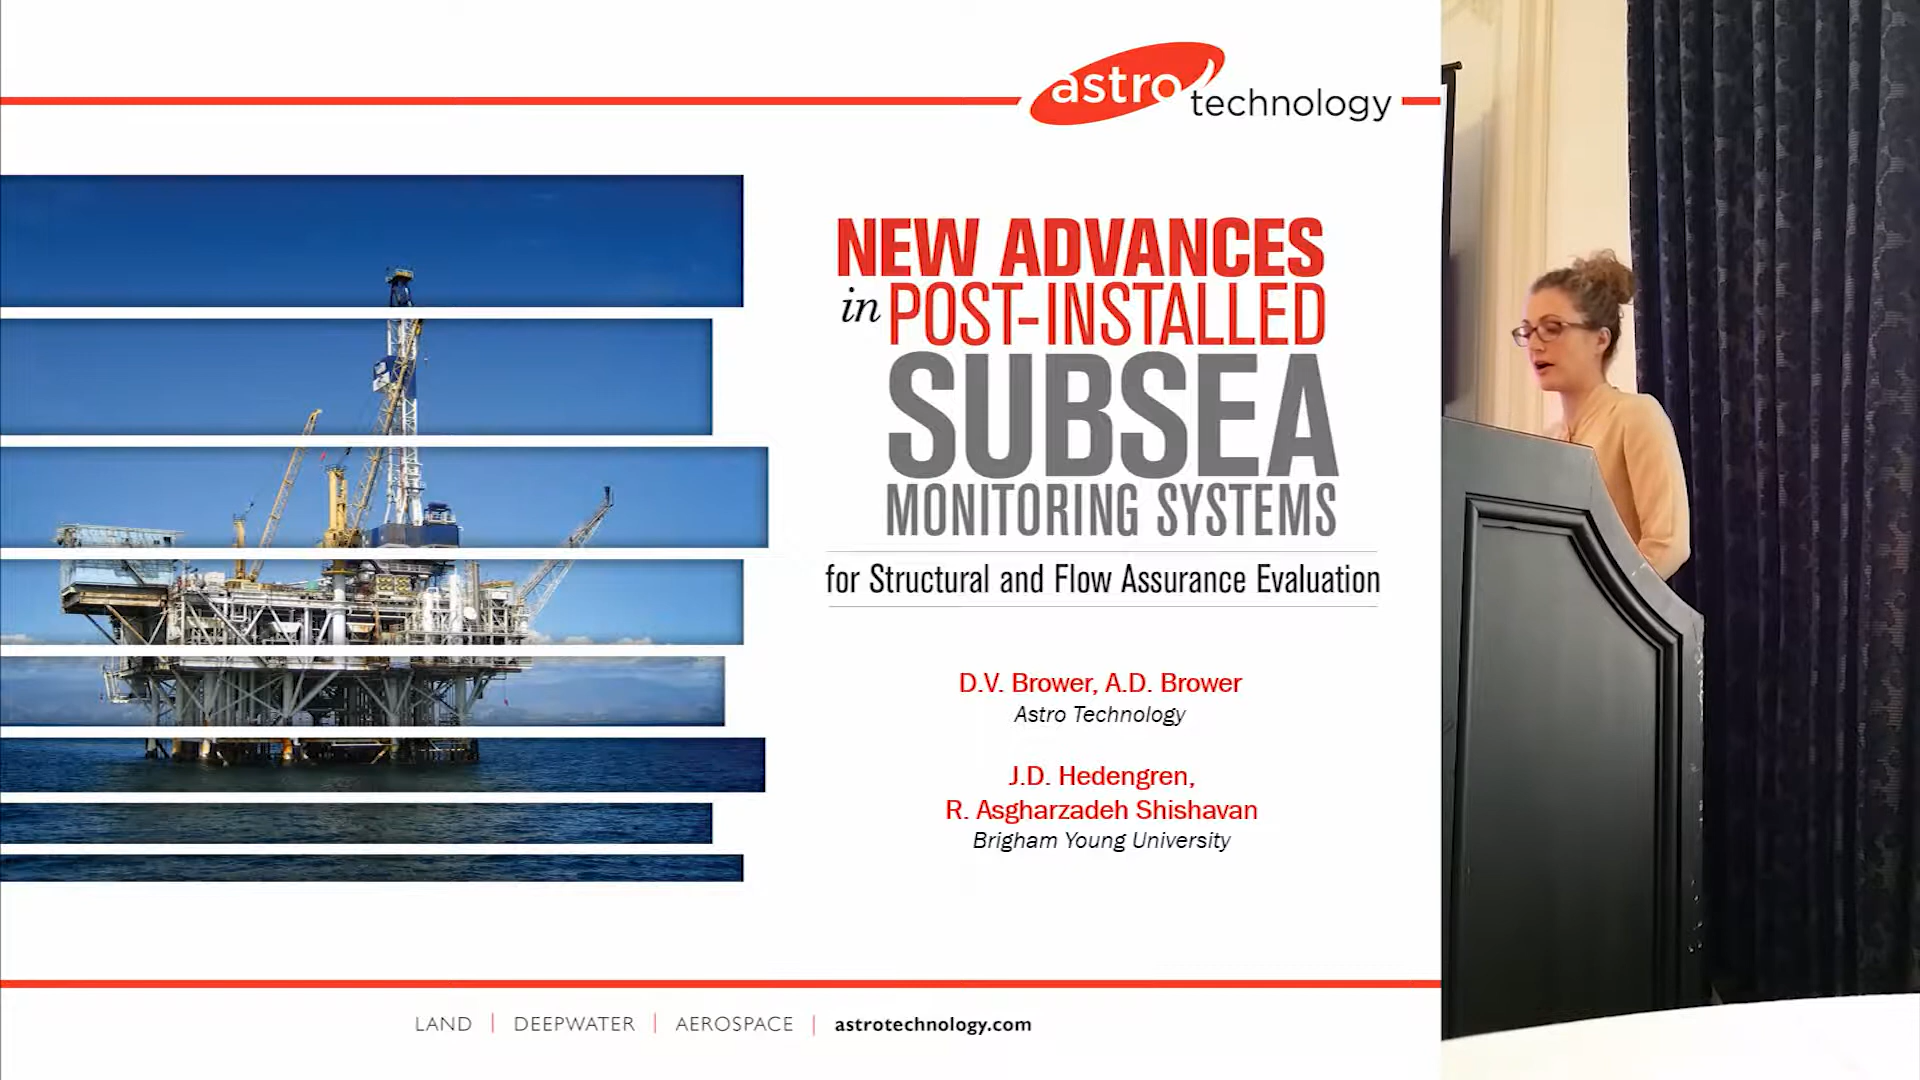 astro technology
NEW ADVANCES
in POST-INSTALLED
SUBSEA
MONITORING SYSTEMS
for Structural and Flow Assurance Evaluation
D.V. Brower, A.D. Brower
Astro Technology
J.D. Hedengren,
R. Asgharzadeh Shishavan
Brigham Young University
LAND | DEEPWATER | AEROSPACE | astrotechnology.com